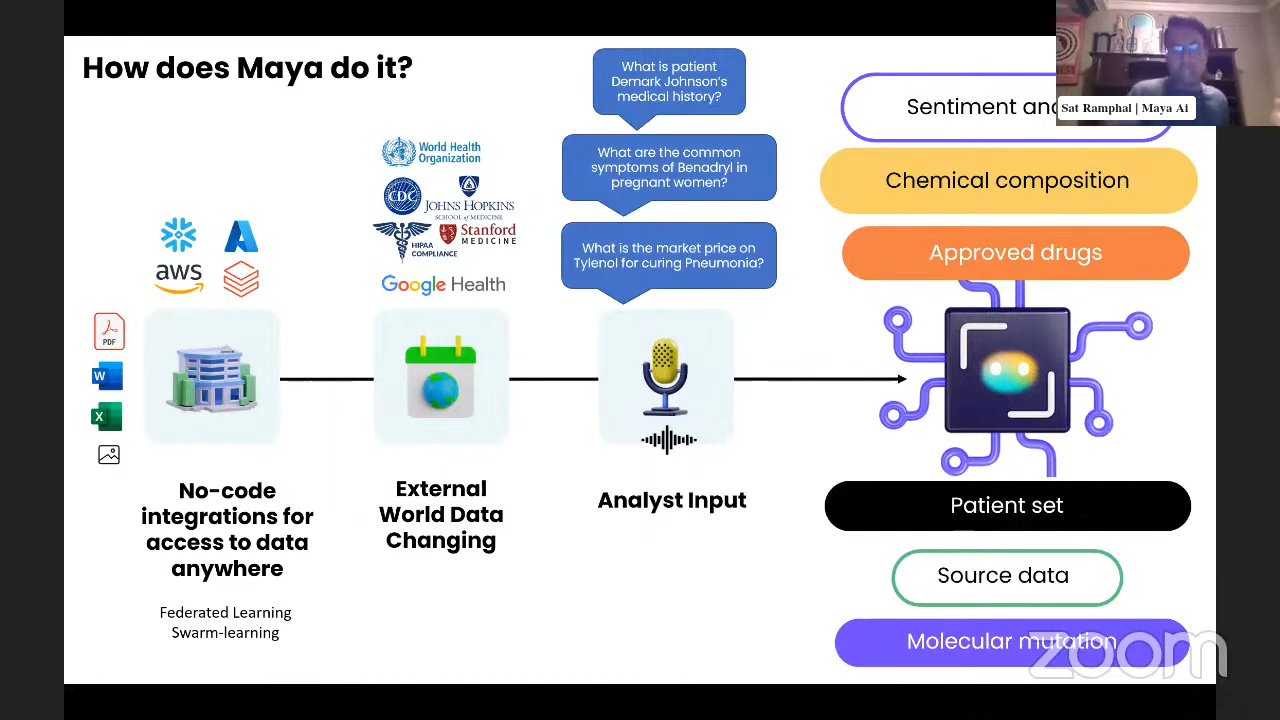 How does Maya do it?
What is patient
Demark Johnson's
medical history?
What are the common
symptoms of Benadryl in
pregnant women?
What is the market price on
Tylenol for curing Pneumonia?
World Health
Organization
CDC
JOHNS HOPKINS
SCHOOL of MEDICINE
HIPAA
COMPLIANCE
Stanford
MEDICINE
Google Health
aws
PDF
W
X
No-code
integrations for
access to data
anywhere
Federated Learning
Swarm-learning
External
World Data
Changing
Analyst Input
Sentiment
Sat Ramphal | Maya Ai
Chemical composition
Approved drugs
Patient set
Source data
Molecular mutation
zoom